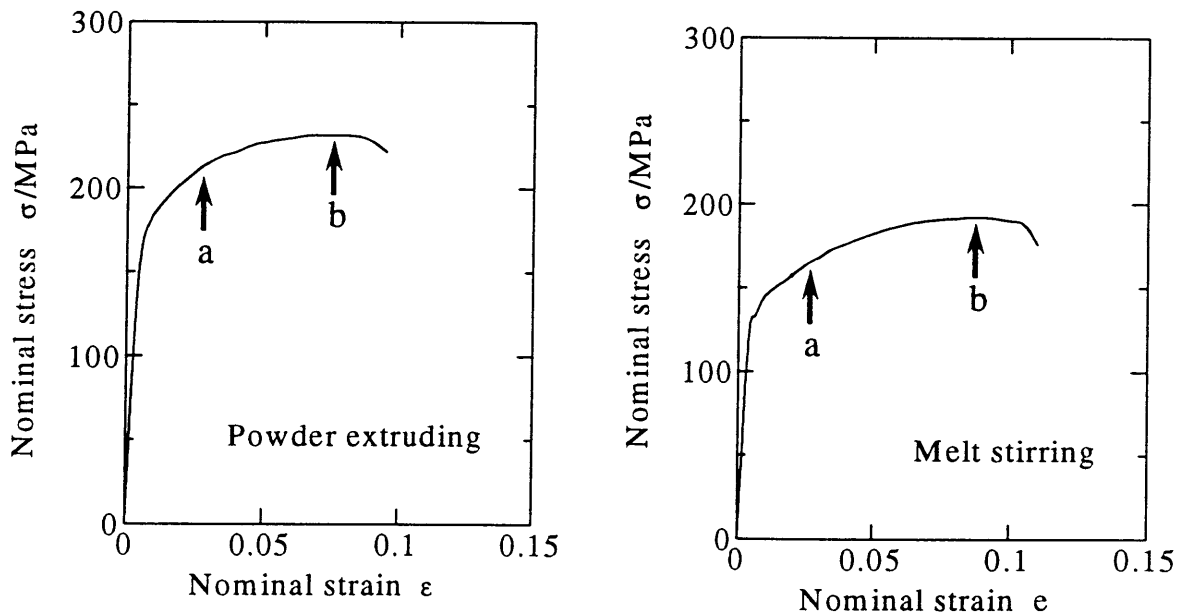 300
200
100
0
0
0.05
0.1
0.15
Nominal stress σ/MPa
Nominal strain ε
a
b
Powder extruding
300
200
100
0
0
0.05
0.1
0.15
Nominal stress σ/MPa
Nominal strain e
a
b
Melt stirring